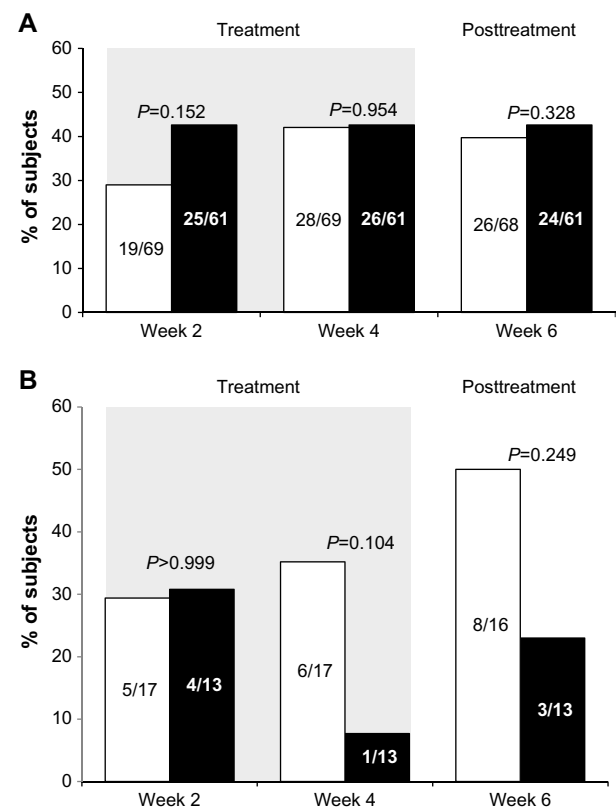 A
Treatment Posttreatment
60
50
40
30
20
10
0
% of subjects
P=0.152
P=0.954
P=0.328
19/69
25/61
28/69
26/61
26/68
24/61
Week 2 Week 4 Week 6
B
Treatment Posttreatment
60
50
40
30
20
10
0
% of subjects
P>0.999
P=0.104
P=0.249
5/17
4/13
6/17
1/13
8/16
3/13
Week 2 Week 4 Week 6